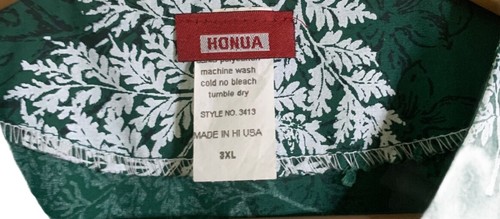 HONUA
machine wash
cold no bleach
tumble dry
STYLE NO. 3413
MADE IN HI USA
3XL